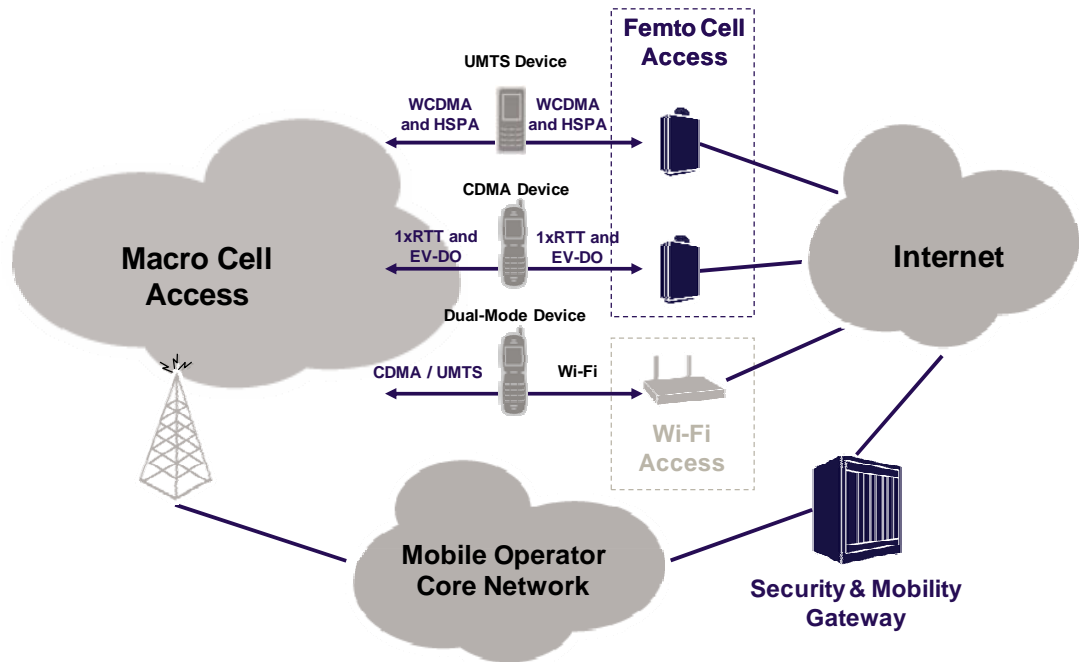 Femto Cell
Access
UMTS Device
WCDMA
and HSPA
WCDMA
and HSPA
CDMA Device
1xRTT and
EV-DO
1xRTT and
EV-DO
Macro Cell
Access
Internet
Dual-Mode Device
CDMA / UMTS
Wi-Fi
Wi-Fi
Access
Mobile Operator
Core Network
Security & Mobility
Gateway